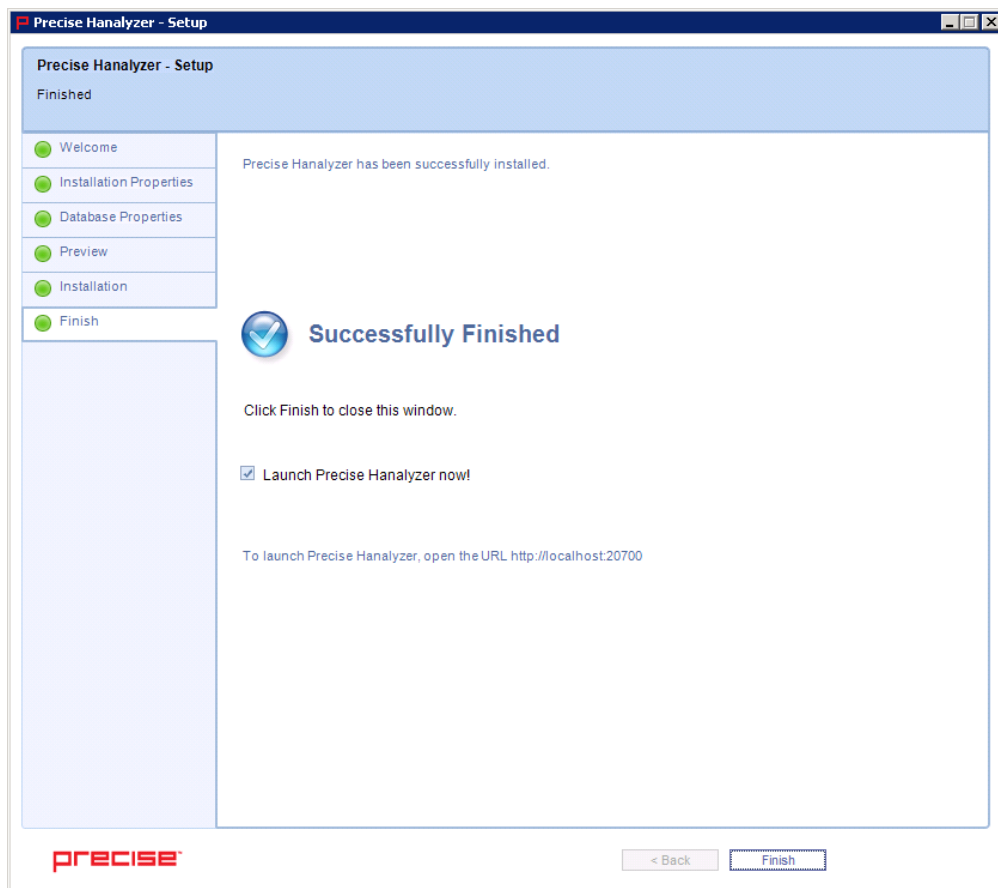 Precise Hanalyzer - Setup
Precise Hanalyzer - Setup
Finished
Welcome
Installation Properties
Database Properties
Preview
Installation
Finish
Precise Hanalyzer has been successfully installed.
Successfully Finished
Click Finish to close this window.
Launch Precise Hanalyzer now!
To launch Precise Hanalyzer, open the URL http://localhost:20700
precise
< Back
Finish